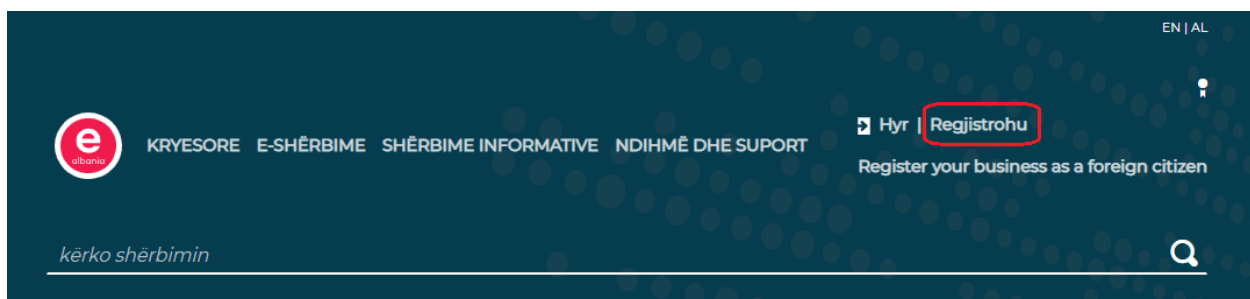 EN | AL
e
albania
KRYESORE E-SHËRBIME SHËRBIME INFORMATIVE NDIHMË DHE SUPORT
Hyr | Regjistrohu
Register your business as a foreign citizen
kërko shërbimin